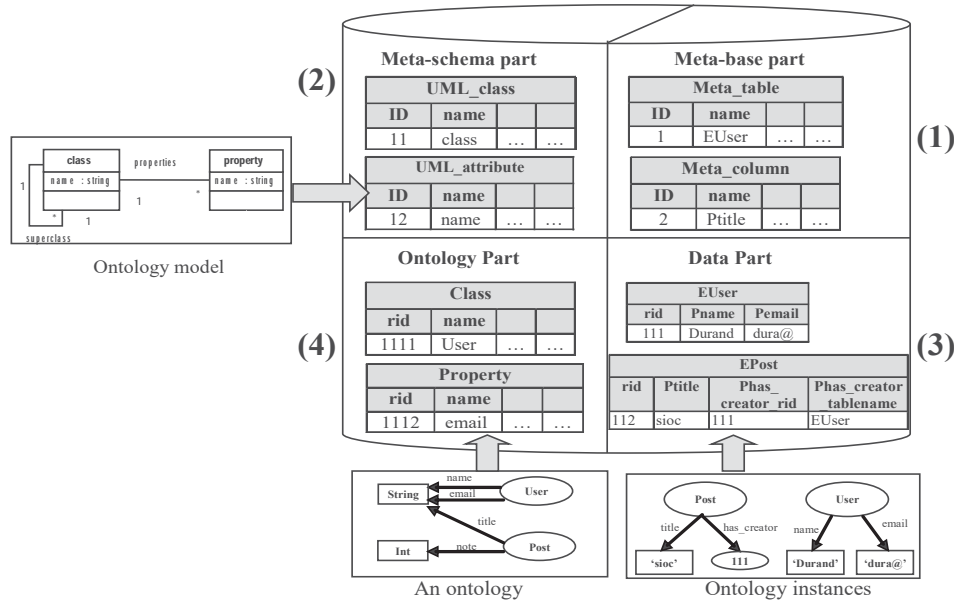 Meta-schema part
Meta-base part
(2)
UML_class
ID name
11 class … …
UML_attribute
ID name
12 name … …
(1)
Meta_table
ID name
1 EUser … …
Meta_column
ID name
2 Ptitle … …
class
name : string
properties
property
name : string
1
*
1
*
superclass
Ontology model
Ontology Part
Data Part
(4)
Class
rid name
1111 User … …
Property
rid name
1112 email … …
(3)
EUser
rid Pname Pemail
111 Durand dura@
EPost
rid Ptitle Phas_ Phas_creator
creator_rid _tablename
112 sioc 111 EUser
String
name
email
User
title
Int
note
Post
An ontology
Post
User
title
has_creator
name
email
‘sioc’
111
‘Durand’
‘dura@’
Ontology instances